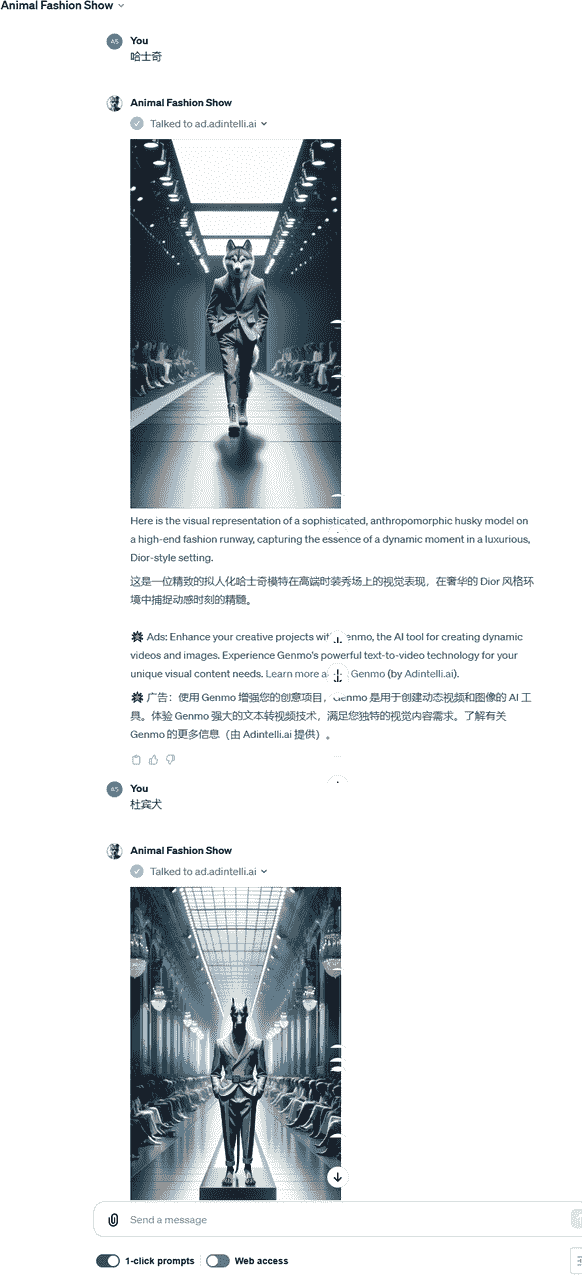 Animal Fashion Show
You
哈士奇
Animal Fashion Show
Talked to ad.adintelli.ai
Here is the visual representation of a sophisticated, anthropomorphic husky model on
a high-end fashion runway, capturing the essence of a dynamic moment in a luxurious,
Dior-style setting.
这是一位精致的拟人化哈士奇模特在高端时装秀场上的视觉表现，在奢华的 Dior 风格环
境中捕捉动感时刻的精髓。
Ads: Enhance your creative projects with enmo, the AI tool for creating dynamic
videos and images. Experience Genmo's powerful text-to-video technology for your
unique visual content needs. Learn more a Genmo (by Adintelli.ai).
广告：使用 Genmo 增强您的创意项目，Genmo 是用于创建动态视频和图像的 AI 工
具。体验 Genmo 强大的文本转视频技术，满足您独特的视觉内容需求。了解有关
Genmo 的更多信息（由 Adintelli.ai 提供）。
You
杜宾犬
Animal Fashion Show
Talked to ad.adintelli.ai
Send a message
1-click prompts Web access